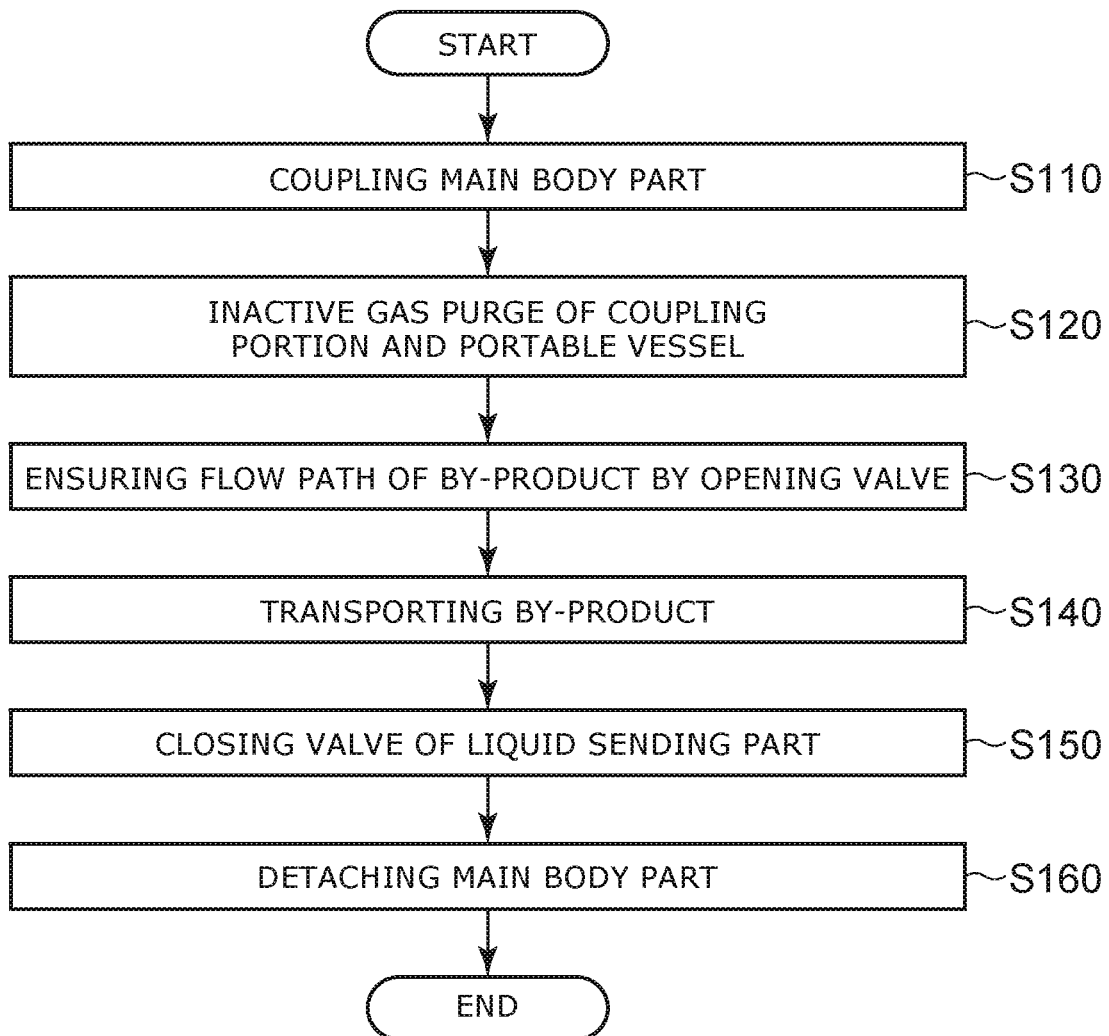 START
COUPLING MAIN BODY PART
S110
INACTIVE GAS PURGE OF COUPLING
PORTION AND PORTABLE VESSEL
S120
ENSURING FLOW PATH OF BY-PRODUCT BY OPENING VALVE
S130
TRANSPORTING BY-PRODUCT
S140
CLOSING VALVE OF LIQUID SENDING PART
S150
DETACHING MAIN BODY PART
S160
END